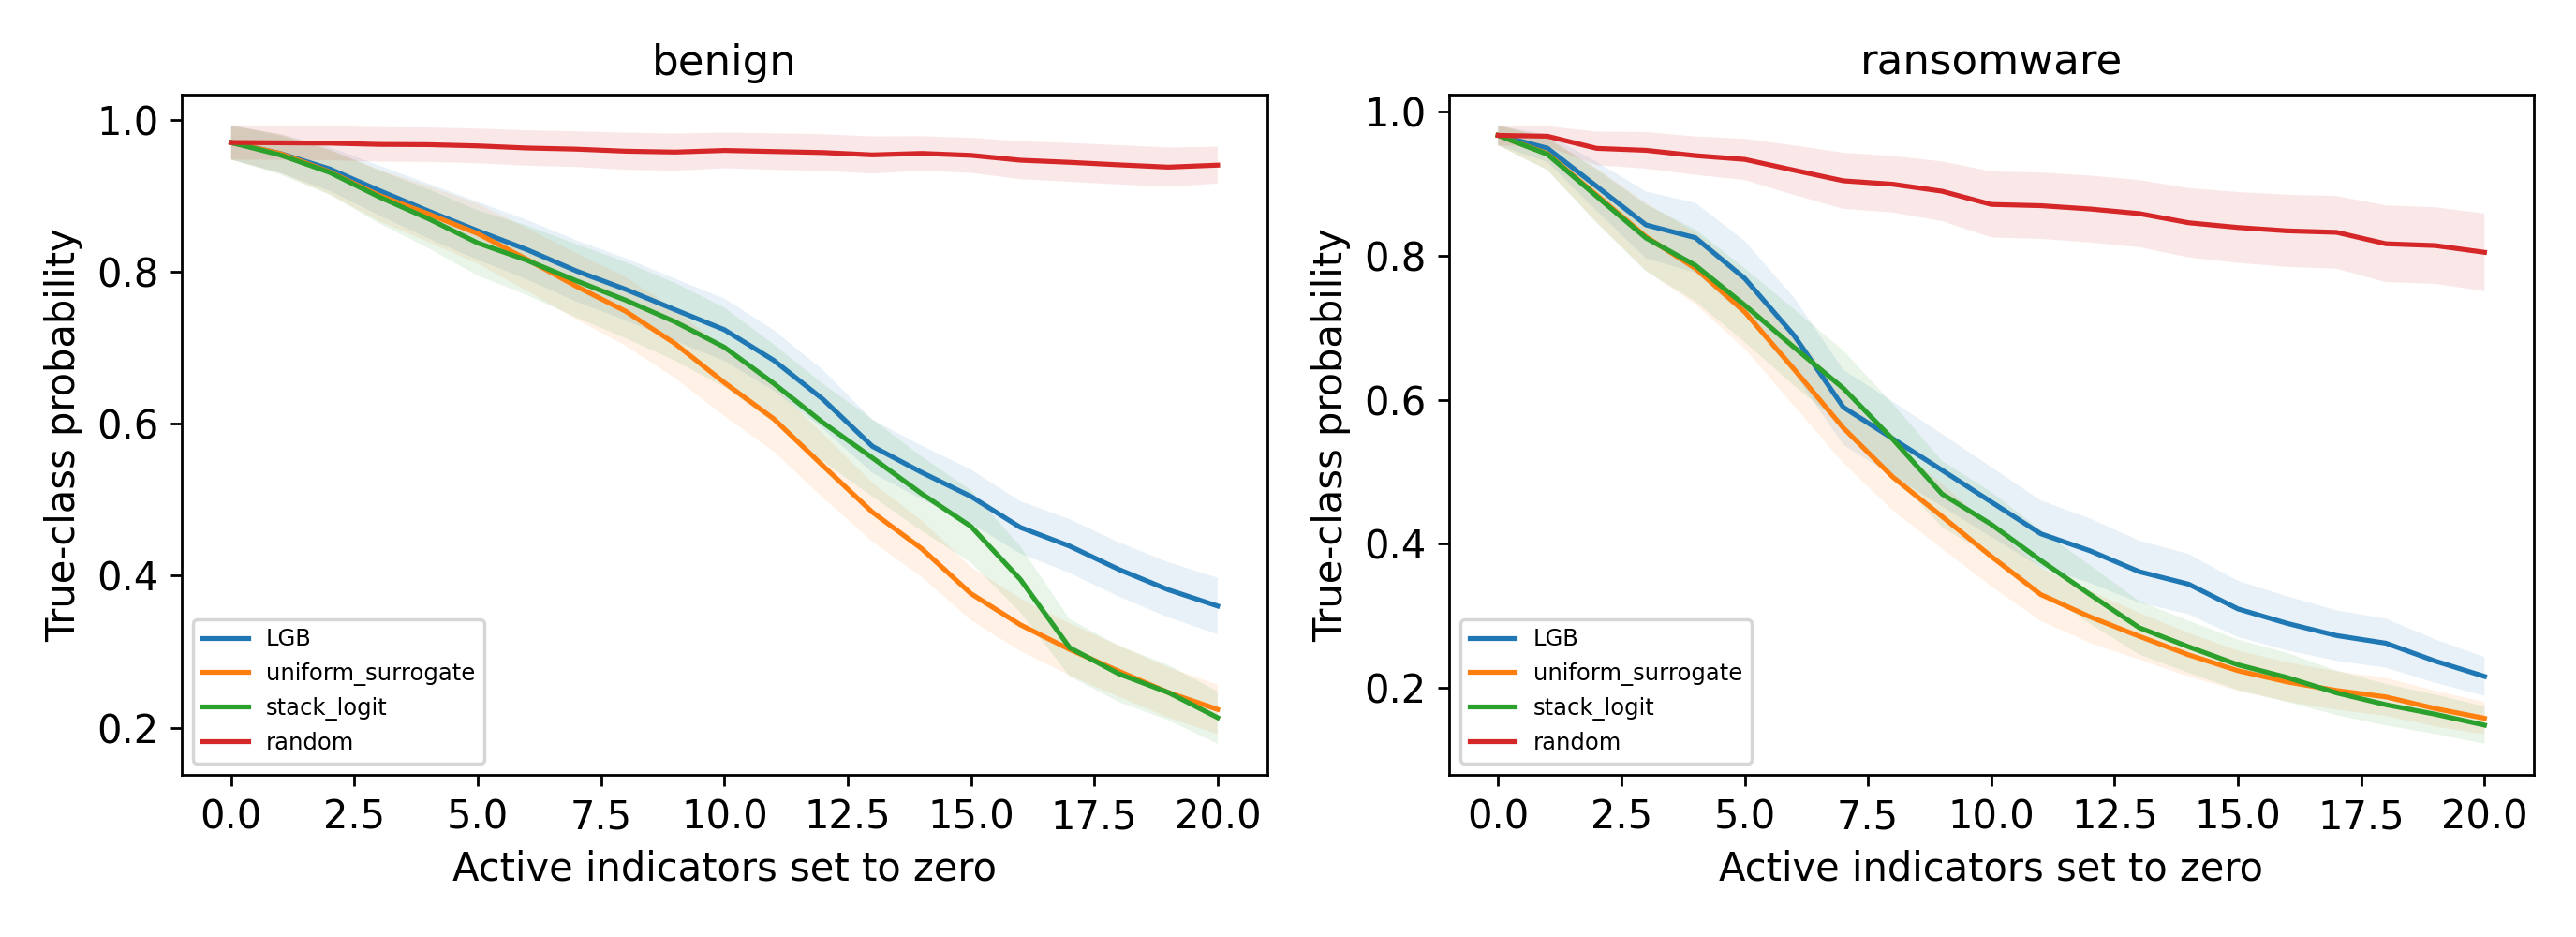 benign
True-class probability
1.0
0.8
0.6
0.4
0.2
LGB
uniform_surrogate
stack_logit
random
0.0 2.5 5.0 7.5 10.0 12.5 15.0 17.5 20.0
Active indicators set to zero
ransomware
True-class probability
1.0
0.8
0.6
0.4
0.2
LGB
uniform_surrogate
stack_logit
random
0.0 2.5 5.0 7.5 10.0 12.5 15.0 17.5 20.0
Active indicators set to zero